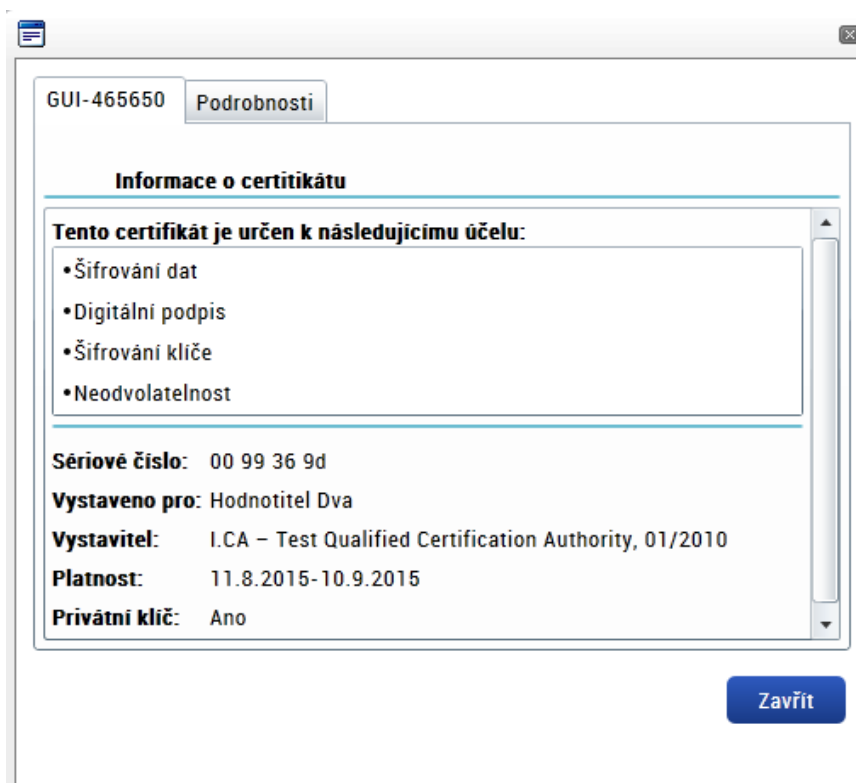 GUI-465650
Podrobnosti
Informace o certitikátu
Tento certifikát je určen k následujícímu účelu:
•Šifrování dat
•Digitální podpis
•Šifrování klíče
•Neodvolatelnost
Sériové číslo: 00 99 36 9d
Vystaveno pro: Hodnotitel Dva
Vystavitel: I.CA – Test Qualified Certification Authority, 01/2010
Platnost: 11.8.2015-10.9.2015
Privátní klíč: Ano
Zavřít